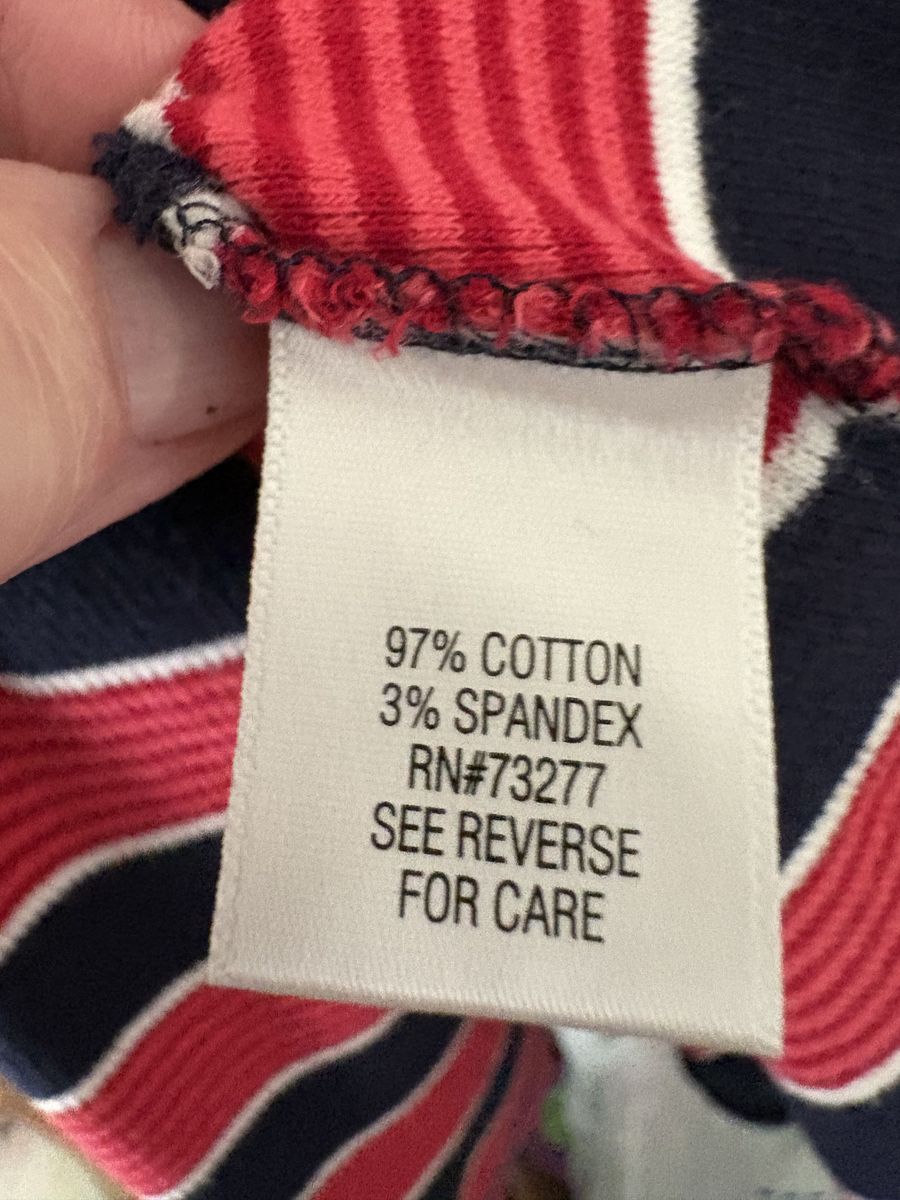 97% COTTON
3% SPANDEX
RN#73277
SEE REVERSE
FOR CARE